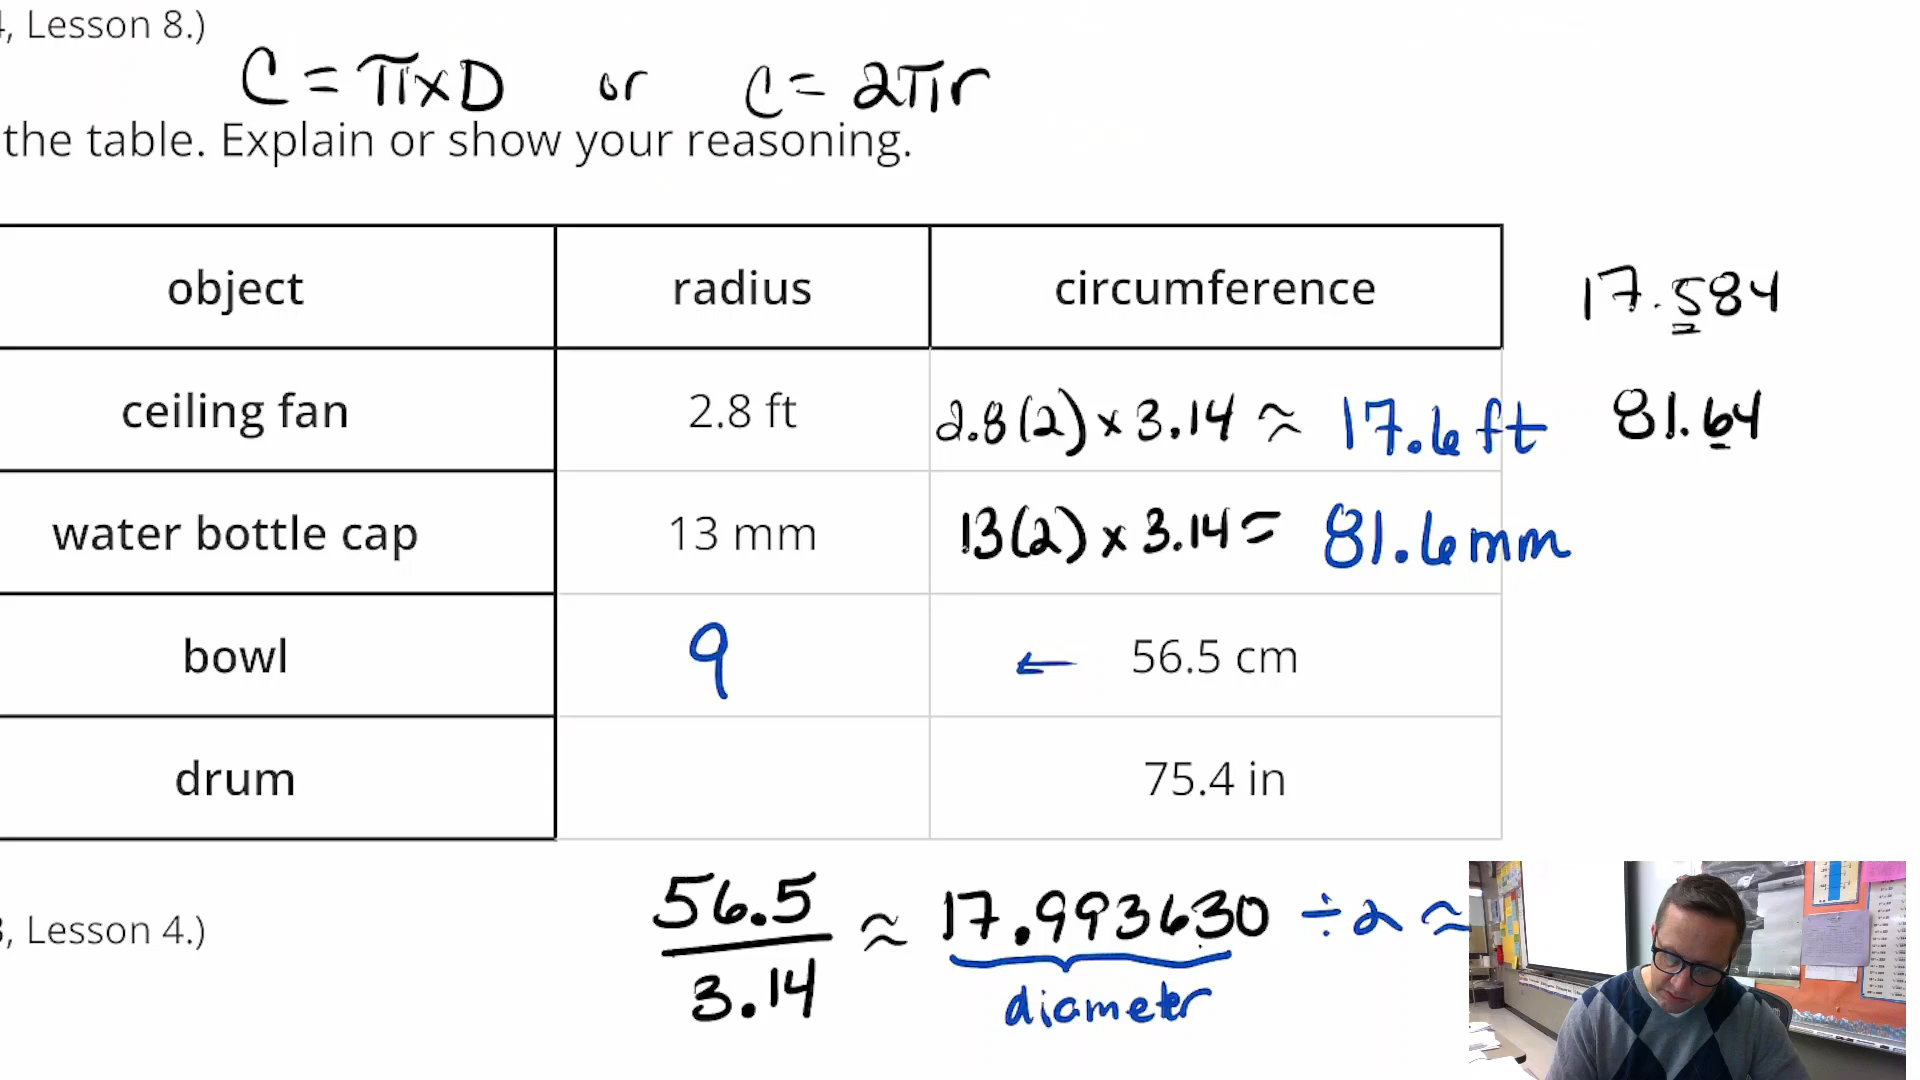 , Lesson 8.)
C = π x D or C = 2πr
the table. Explain or show your reasoning.
object radius circumference 17.584
ceiling fan 2.8 ft 2.8(2) x 3.14 ≈ 17.6 ft 81.64
water bottle cap 13 mm 13(2) x 3.14 = 81.6 mm
bowl 9 ← 56.5 cm
drum 75.4 in
56.5
3.14 ≈ 17.993630 ÷ 2 ≈
, Lesson 4.) diameter